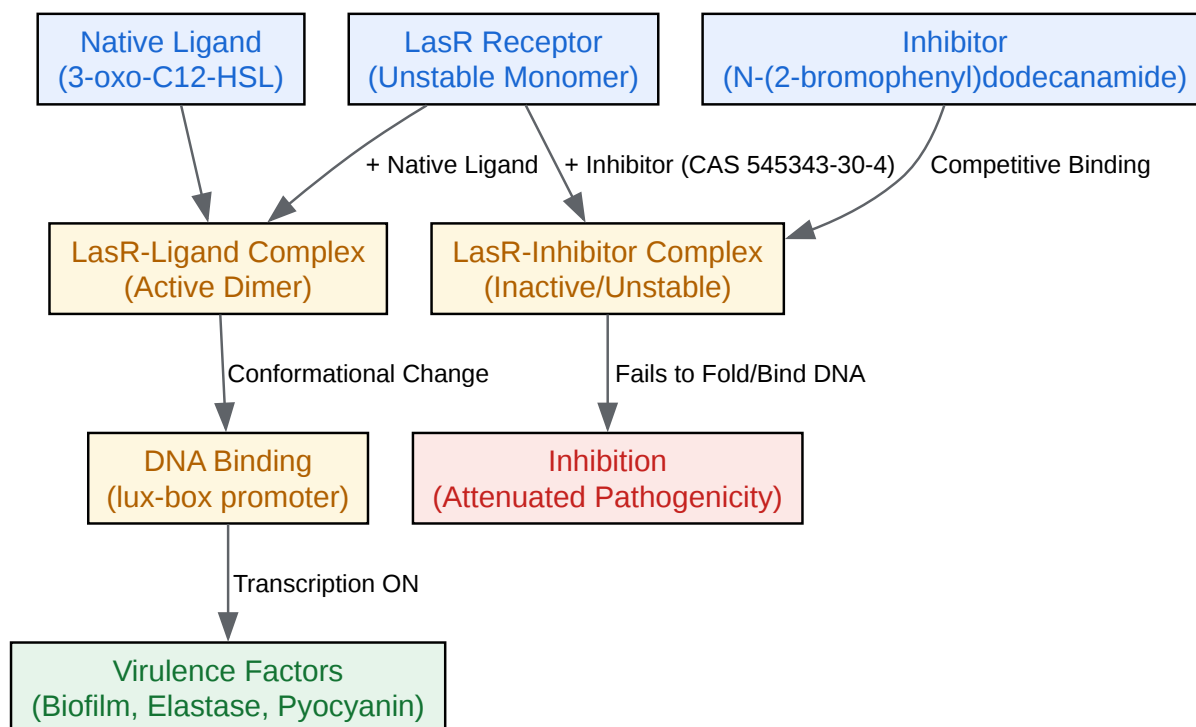 Native Ligand
(3-oxo-C12-HSL)
LasR Receptor
(Unstable Monomer)
Inhibitor
(N-(2-bromophenyl)dodecanamide)
+ Native Ligand
+ Inhibitor (CAS 545343-30-4)
Competitive Binding
LasR-Ligand Complex
(Active Dimer)
LasR-Inhibitor Complex
(Inactive/Unstable)
Conformational Change
Fails to Fold/Bind DNA
DNA Binding
(lux-box promoter)
Inhibition
(Attenuated Pathogenicity)
Transcription ON
Virulence Factors
(Biofilm, Elastase, Pyocyanin)